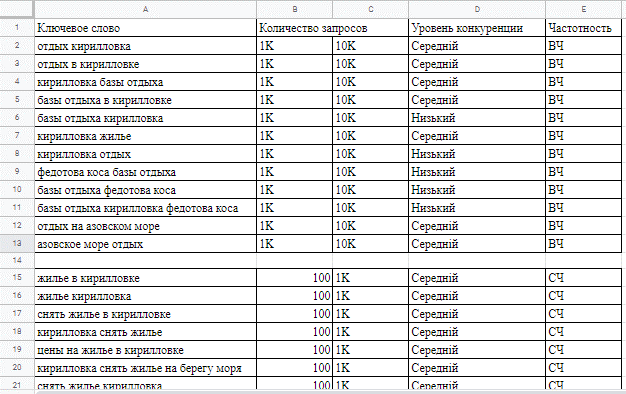 A B C D E
1 Ключевое слово Количество запросов Уровень конкуренции Частотность
2 отдых кирилловка 1K 10K Середній ВЧ
3 отдых в кирилловке 1K 10K Середній ВЧ
4 кирилловка базы отдыха 1K 10K Середній ВЧ
5 базы отдыха в кирилловке 1K 10K Середній ВЧ
6 базы отдыха кирилловка 1K 10K Низький ВЧ
7 кирилловка жилье 1K 10K Середній ВЧ
8 кирилловка отдых 1K 10K Низький ВЧ
9 федотова коса базы отдыха 1K 10K Низький ВЧ
10 базы отдыха федотова коса 1K 10K Низький ВЧ
11 базы отдыха кирилловка федотова коса 1K 10K Низький ВЧ
12 отдых на азовском море 1K 10K Середній ВЧ
13 азовское море отдых 1K 10K Середній ВЧ
14
15 жилье в кирилловке 100 1K Середній СЧ
16 жилье кирилловка 100 1K Середній СЧ
17 снять жилье в кирилловке 100 1K Середній СЧ
18 кирилловка снять жилье 100 1K Середній СЧ
19 цены на жилье в кирилловке 100 1K Середній СЧ
20 кирилловка снять жилье на берегу моря 100 1K Середній СЧ
21 снять жилье кирилловка 100 1K Середній СЧ